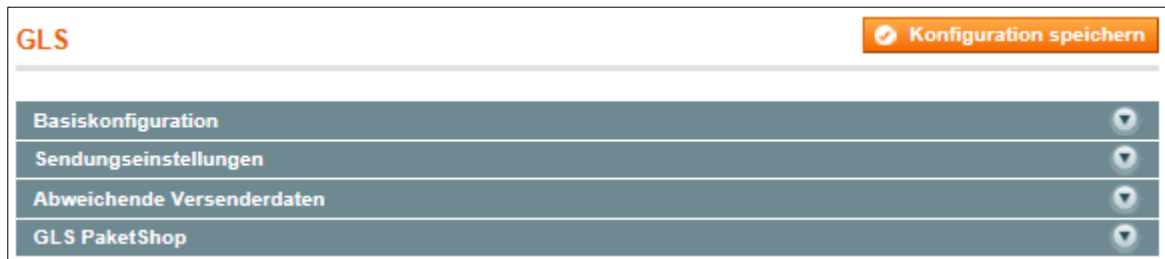 GLS
Konfiguration speichern
Basiskonfiguration
Sendungseinstellungen
Abweichende Versenderdaten
GLS PaketShop